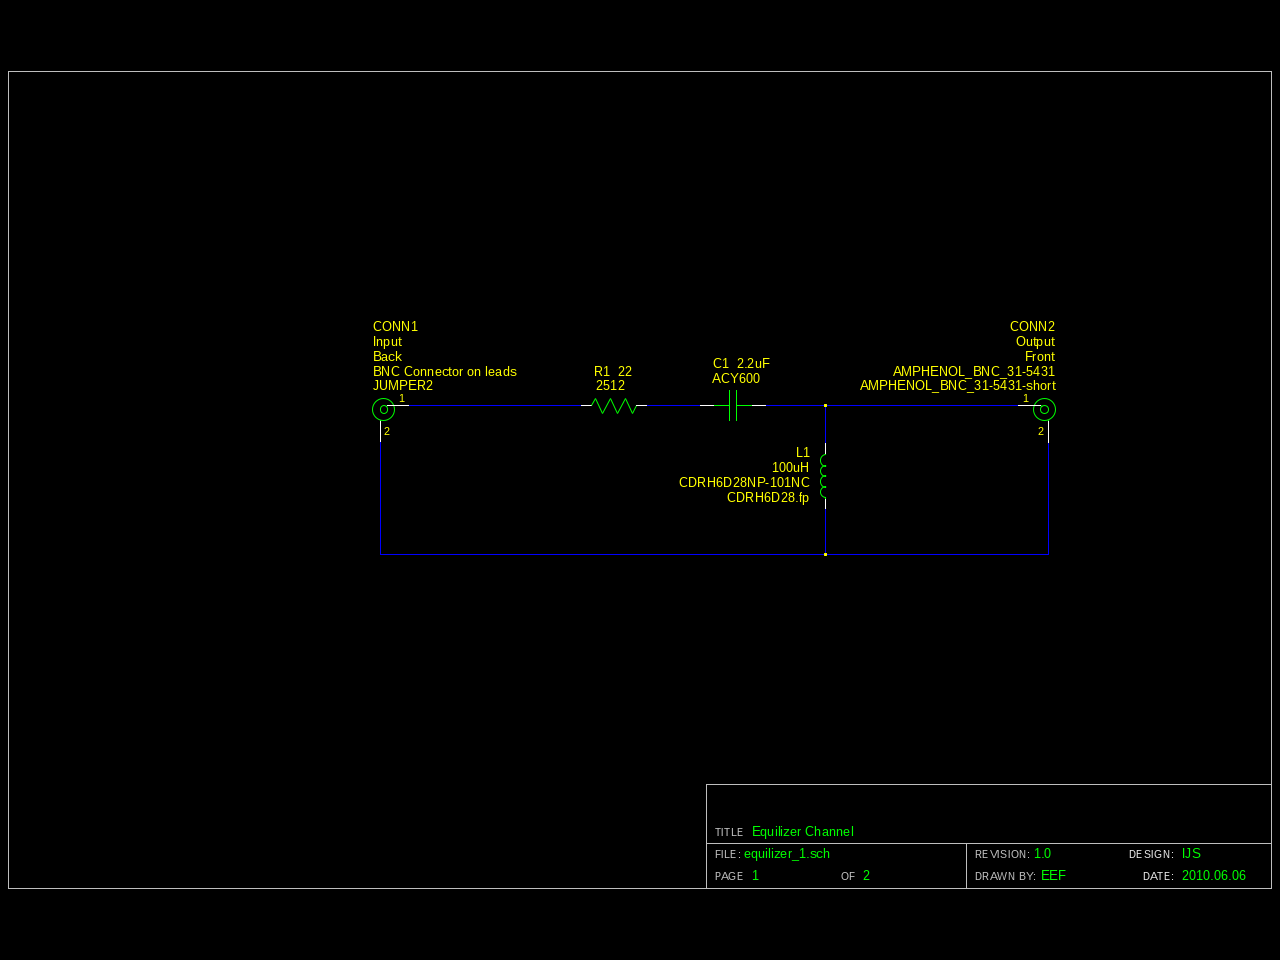 CONN1
Input
Back
BNC Connector on leads
JUMPER2
1
2
R1 22
2512
C1 2.2uF
ACY600
CONN2
Output
Front
AMPHENOL_BNC_31-5431
AMPHENOL_BNC_31-5431-short
1
2
L1
100uH
CDRH6D28NP-101NC
CDRH6D28.fp
TITLE Equilizer Channel
FILE: equilizer_1.sch
REVISION: 1.0
DESIGN: IJS
PAGE 1 OF 2
DRAWN BY: EEF
DATE: 2010.06.06